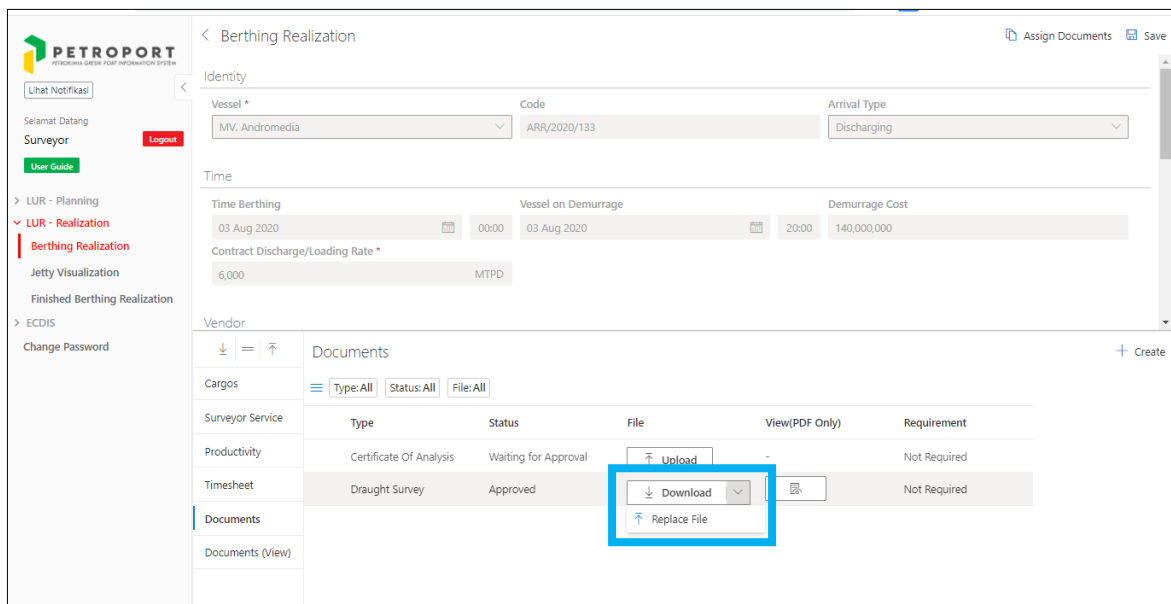 PETROPORT
PETROKIMIA GRESIK PORT INFORMATION SYSTEM
Lihat Notifikasi
Selamat Datang
Surveyor
Logout
User Guide
LUR - Planning
LUR - Realization
Berthing Realization
Jetty Visualization
Finished Berthing Realization
ECDIS
Change Password
Berthing Realization
Assign Documents
Save
Identity
Vessel * Code Arrival Type
MV. Andromedia ARR/2020/133 Discharging
Time
Time Berthing Vessel on Demurrage Demurrage Cost
03 Aug 2020 00:00 03 Aug 2020 20:00 140,000,000
Contract Discharge/Loading Rate *
6,000 MTPD
Vendor
Cargos
Surveyor Service
Productivity
Timesheet
Documents
Documents (View)
Documents
Create
Type: All Status: All File: All
Type Status File View(PDF Only) Requirement
Certificate Of Analysis Waiting for Approval Upload - Not Required
Draught Survey Approved Download Not Required
Replace File